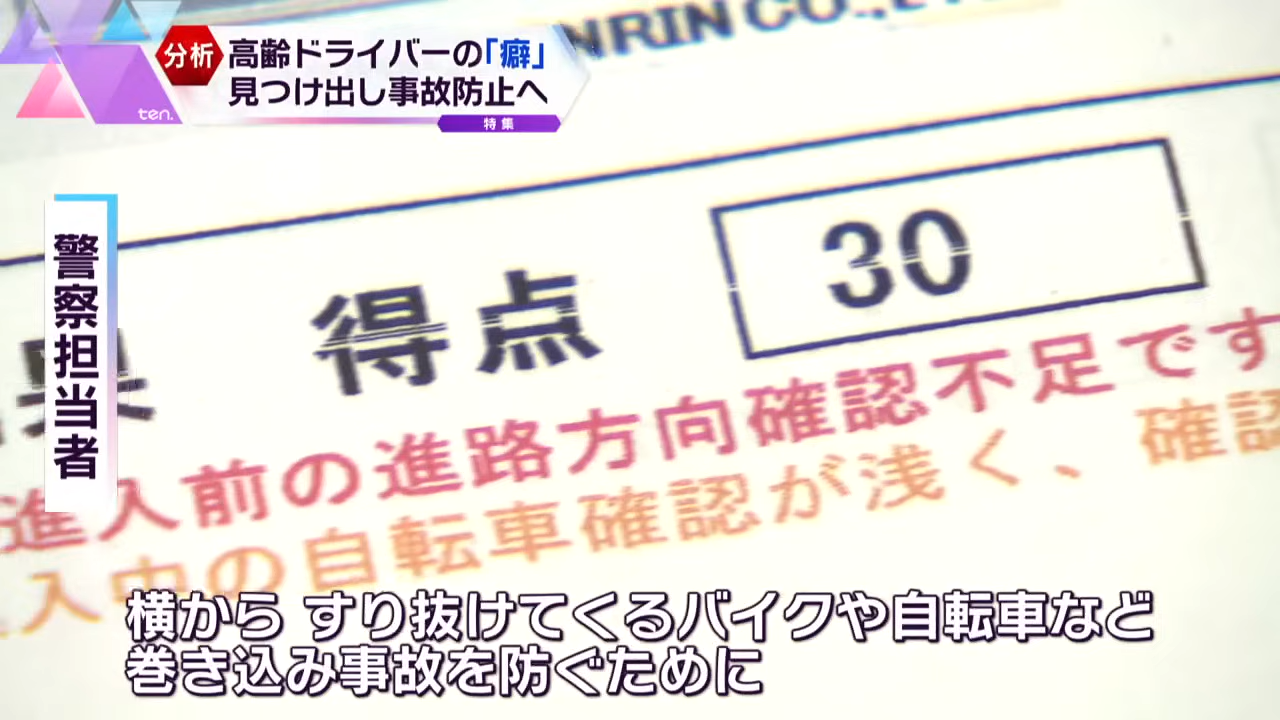 分析
高齢ドライバーの「癖」
見つけ出し事故防止へ
特集
ten.
NRIN CO.,
警察担当者
果 得点 30
進入前の進路方向確認不足です
入中の自転車確認が浅く、確認
横から すり抜けてくるバイクや自転車など
巻き込み事故を防ぐために